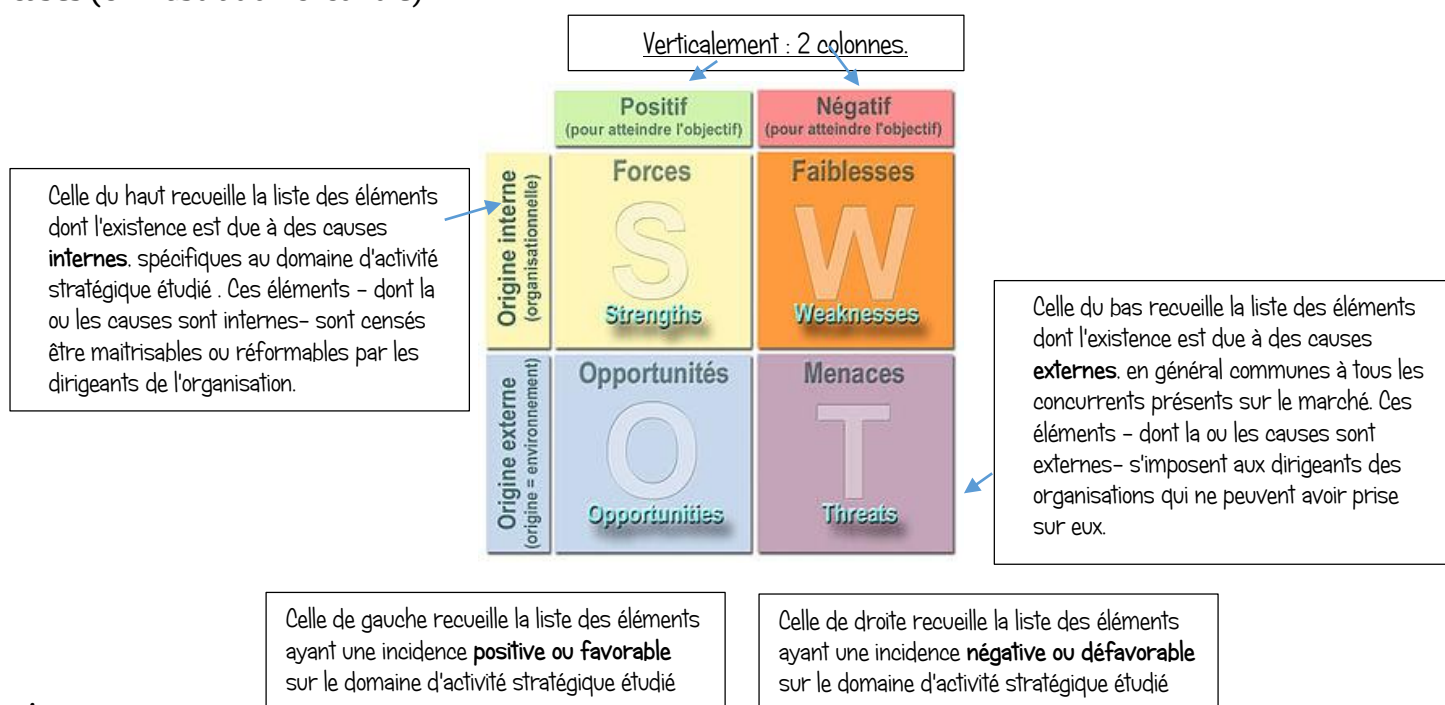 Verticalement : 2 colonnes.
Positif
(pour atteindre l'objectif)
Négatif
(pour atteindre l'objectif)
Celle du haut recueille la liste des éléments
dont l'existence est due à des causes
internes. spécifiques au domaine d'activité
stratégique étudié . Ces éléments – dont la
ou les causes sont internes– sont censés
être maitrisables ou réformables par les
dirigeants de l'organisation.
Origine interne
(organisationnelle)
Forces
S
Strengths
Faiblesses
W
Weaknesses
Origine externe
(origine = environnement)
Opportunités
O
Opportunities
Menaces
T
Threats
Celle du bas recueille la liste des éléments
dont l'existence est due à des causes
externes. en général communes à tous les
concurrents présents sur le marché. Ces
éléments – dont la ou les causes sont
externes– s'imposent aux dirigeants des
organisations qui ne peuvent avoir prise
sur eux.
Celle de gauche recueille la liste des éléments
ayant une incidence positive ou favorable
sur le domaine d'activité stratégique étudié
Celle de droite recueille la liste des éléments
ayant une incidence négative ou défavorable
sur le domaine d'activité stratégique étudié